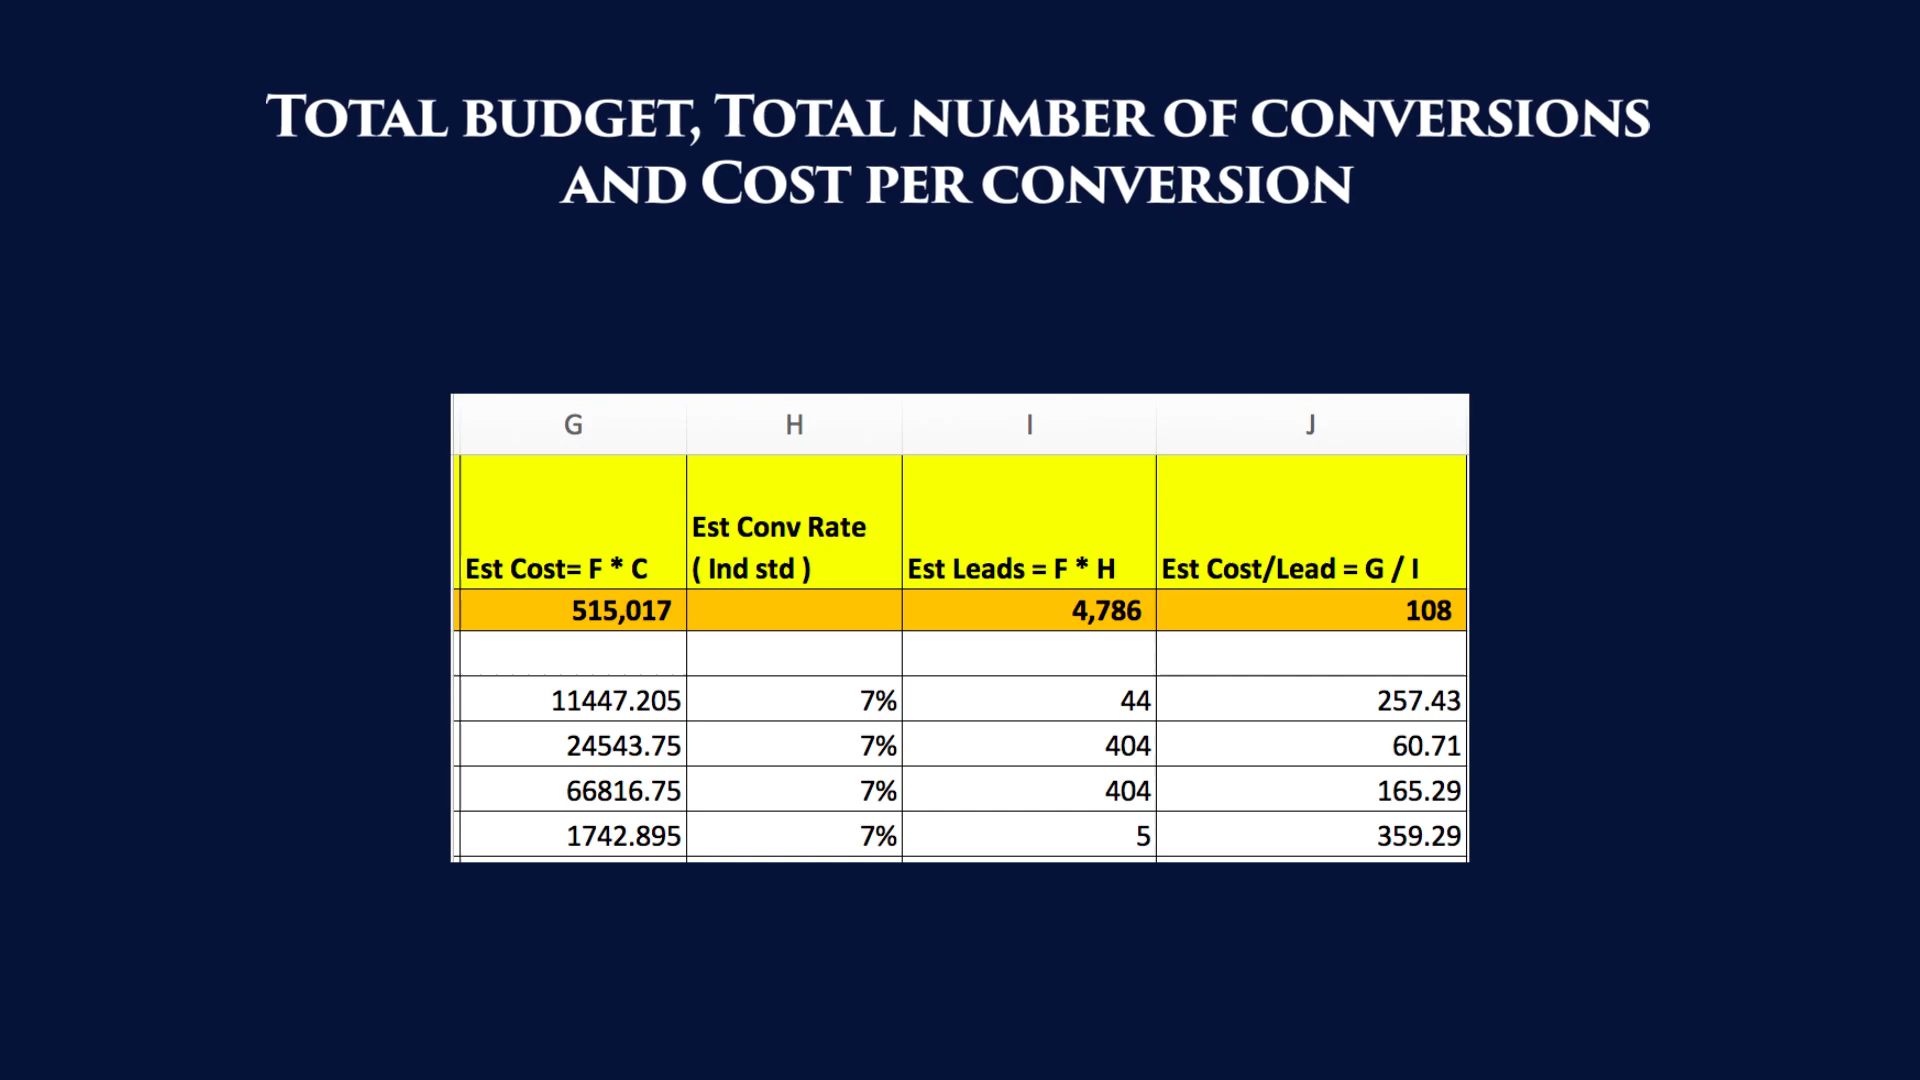 Total budget, Total number of conversions
and Cost per conversion
G H I J
Est Conv Rate
Est Cost= F * C ( Ind std ) Est Leads = F * H Est Cost/Lead = G / I
515,017 4,786 108
11447.205 7% 44 257.43
24543.75 7% 404 60.71
66816.75 7% 404 165.29
1742.895 7% 5 359.29